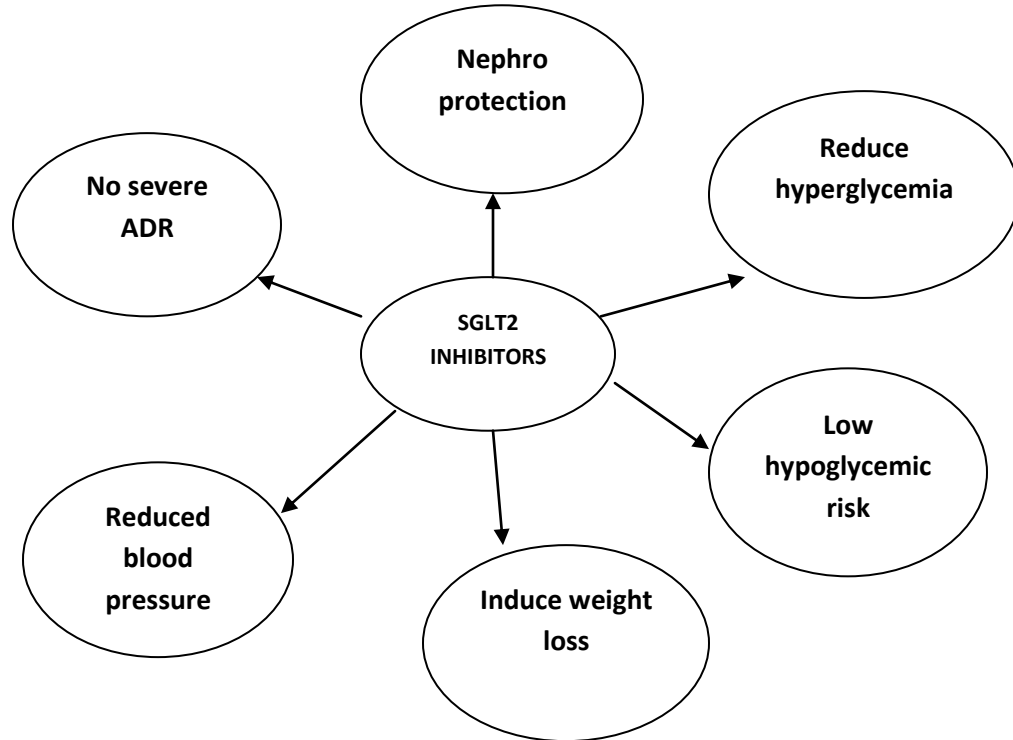 Nephro
protection
Reduce
hyperglycemia
No severe
ADR
SGLT2
INHIBITORS
Low
hypoglycemic
risk
Reduced
blood
pressure
Induce weight
loss